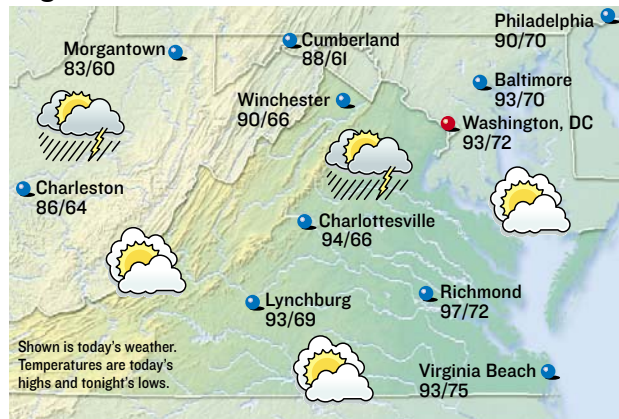 Philadelphia
90/70
Morgantown
83/60
Cumberland
88/61
Baltimore
93/70
Winchester
90/66
Washington, DC
93/72
Charleston
86/64
Charlottesville
94/66
Lynchburg
93/69
Richmond
97/72
Shown is today's weather.
Temperatures are today's
highs and tonight's lows.
Virginia Beach
93/75